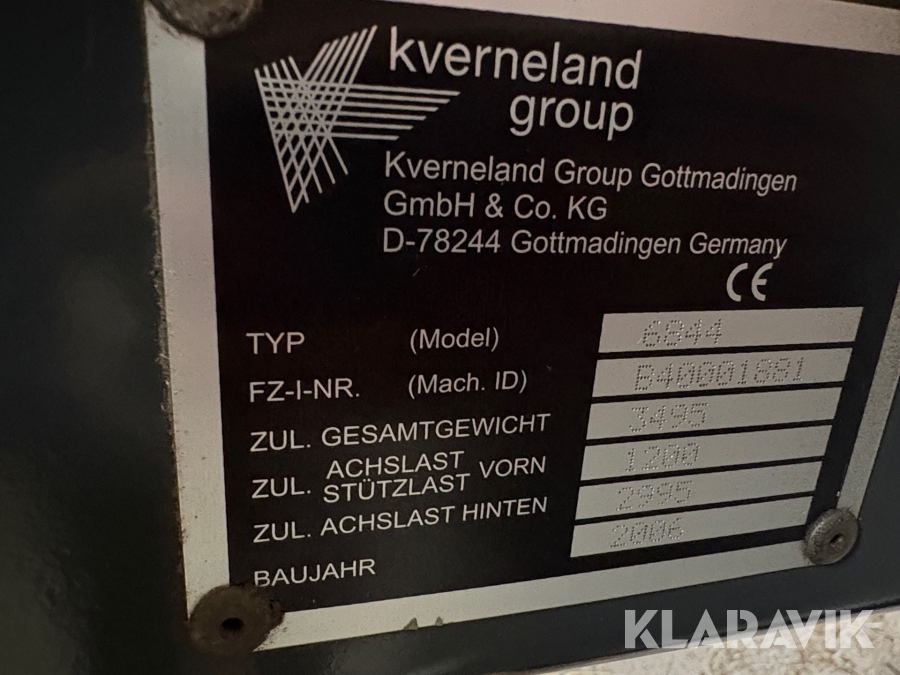 kverneland
group
Kverneland Group Gottmadingen
GmbH & Co. KG
D-78244 Gottmadingen Germany
CE
TYP (Model) 6844
FZ-I-NR. (Mach. ID) B40001881
ZUL. GESAMTGEWICHT 3495
ZUL. ACHSLAST STÜTZLAST VORN 1200
ZUL. ACHSLAST HINTEN 2995
BAUJAHR 2006
KLARAVIK